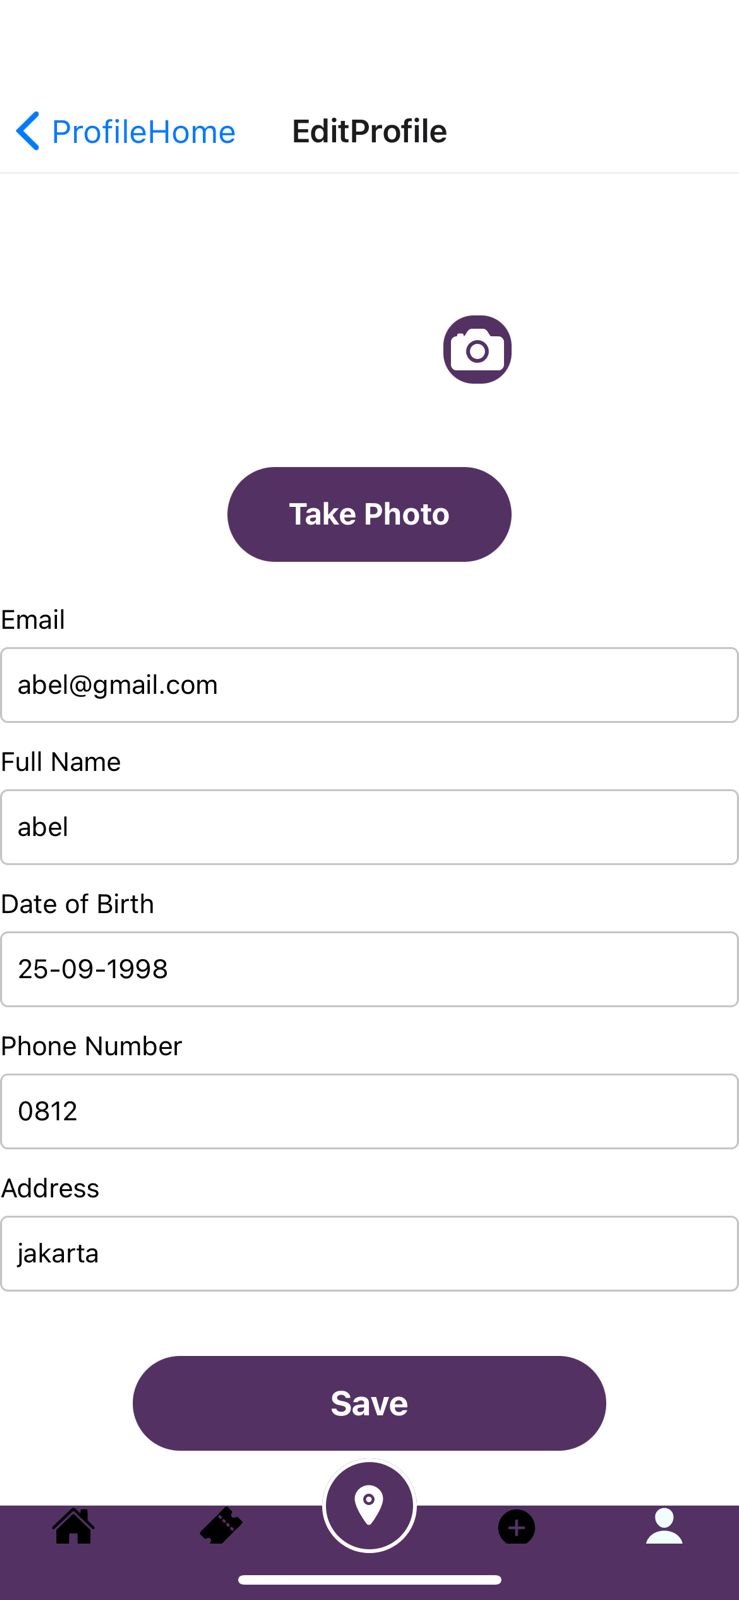 ProfileHome EditProfile
Take Photo
Email
abel@gmail.com
Full Name
abel
Date of Birth
25-09-1998
Phone Number
0812
Address
jakarta
Save